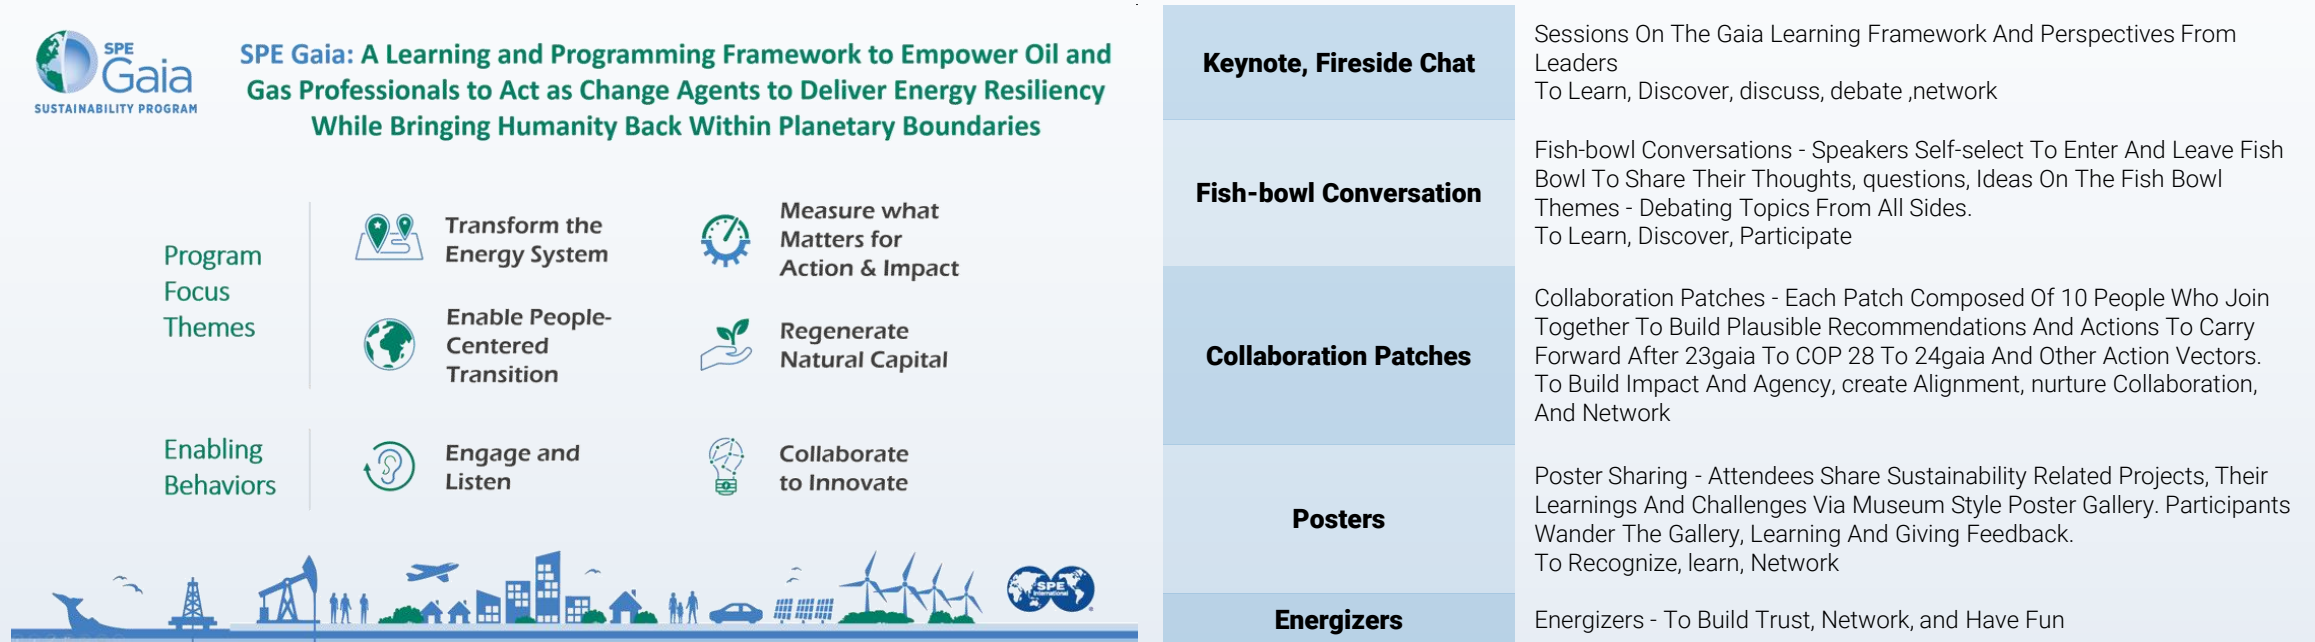 SPE
Gaia
SUSTAINABILITY PROGRAM
SPE Gaia: A Learning and Programming Framework to Empower Oil and
Gas Professionals to Act as Change Agents to Deliver Energy Resiliency
While Bringing Humanity Back Within Planetary Boundaries
Program
Focus
Themes
Transform the
Energy System
Measure what
Matters for
Action & Impact
Enable People-
Centered
Transition
Regenerate
Natural Capital
Enabling
Behaviors
Engage and
Listen
Collaborate
to Innovate
SPE
International
Keynote, Fireside Chat
Sessions On The Gaia Learning Framework And Perspectives From
Leaders
To Learn, Discover, discuss, debate ,network
Fish-bowl Conversation
Fish-bowl Conversations - Speakers Self-select To Enter And Leave Fish
Bowl To Share Their Thoughts, questions, Ideas On The Fish Bowl
Themes - Debating Topics From All Sides.
To Learn, Discover, Participate
Collaboration Patches
Collaboration Patches - Each Patch Composed Of 10 People Who Join
Together To Build Plausible Recommendations And Actions To Carry
Forward After 23gaia To COP 28 To 24gaia And Other Action Vectors.
To Build Impact And Agency, create Alignment, nurture Collaboration,
And Network
Posters
Poster Sharing - Attendees Share Sustainability Related Projects, Their
Learnings And Challenges Via Museum Style Poster Gallery. Participants
Wander The Gallery, Learning And Giving Feedback.
To Recognize, learn, Network
Energizers
Energizers - To Build Trust, Network, and Have Fun